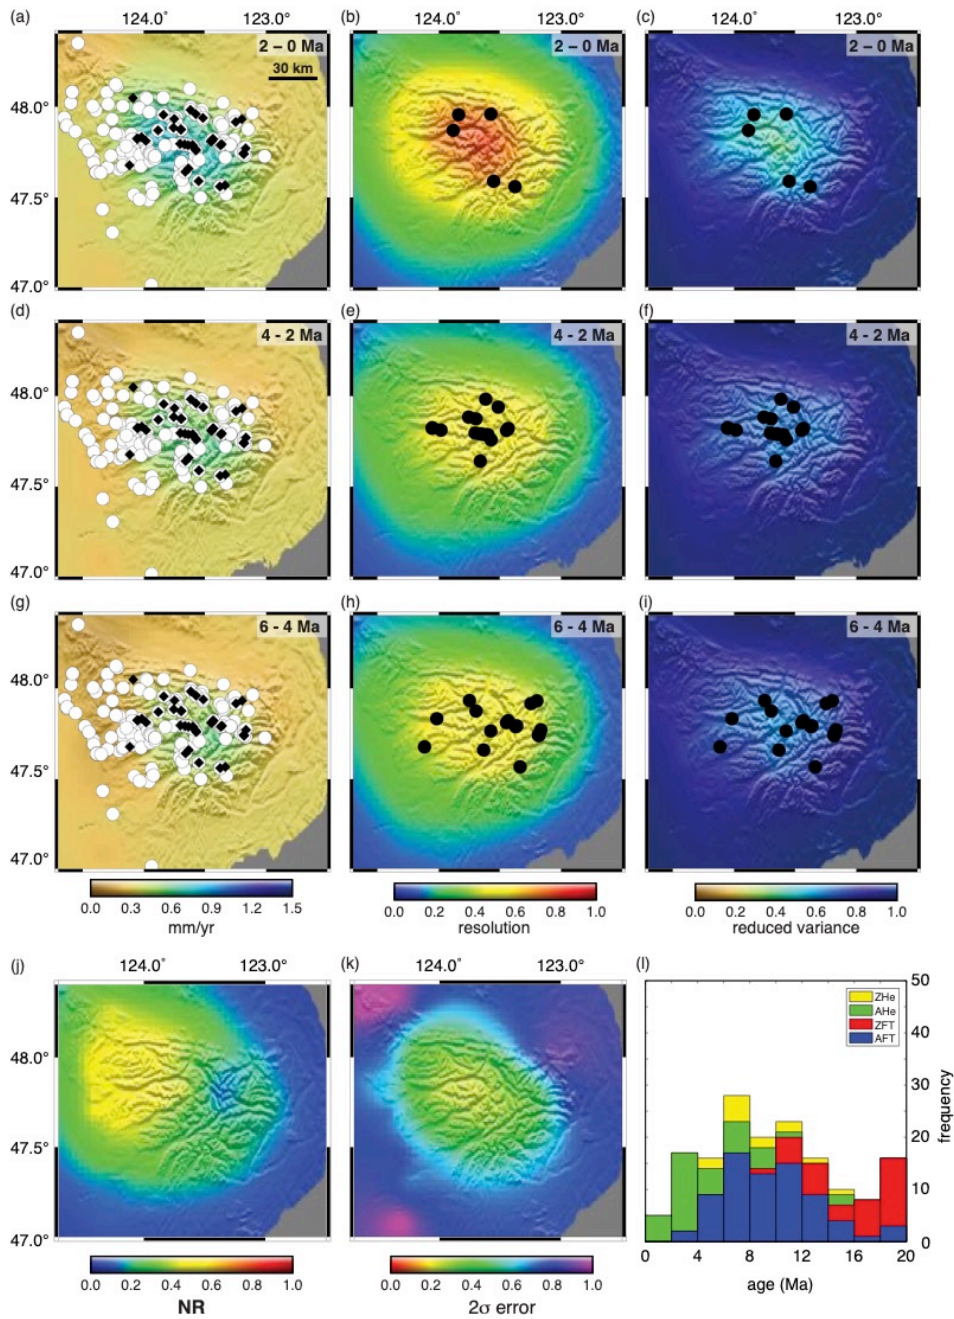 (a) 124.0° 123.0° (b) 124.0° 123.0° (c) 124.0° 123.0°
2 – 0 Ma 2 – 0 Ma 2 – 0 Ma
30 km
48.0°
47.5°
47.0°
(d) (e) (f)
4 - 2 Ma 4 - 2 Ma 4 - 2 Ma
48.0°
47.5°
47.0°
(g) (h) (i)
6 - 4 Ma 6 - 4 Ma 6 - 4 Ma
48.0°
47.5°
47.0°
0.0 0.3 0.6 0.9 1.2 1.5 0.0 0.2 0.4 0.6 0.8 1.0 0.0 0.2 0.4 0.6 0.8 1.0
mm/yr resolution reduced variance
(j) 124.0° 123.0° (k) 124.0° 123.0° (l)
50
ZHe
AHe
ZFT
AFT
40
30
20
10
0
frequency
48.0°
47.5°
47.0°
0 4 8 12 16 20
age (Ma)
0.0 0.2 0.4 0.6 0.8 1.0 0.0 0.2 0.4 0.6 0.8 1.0
NR 2σ error